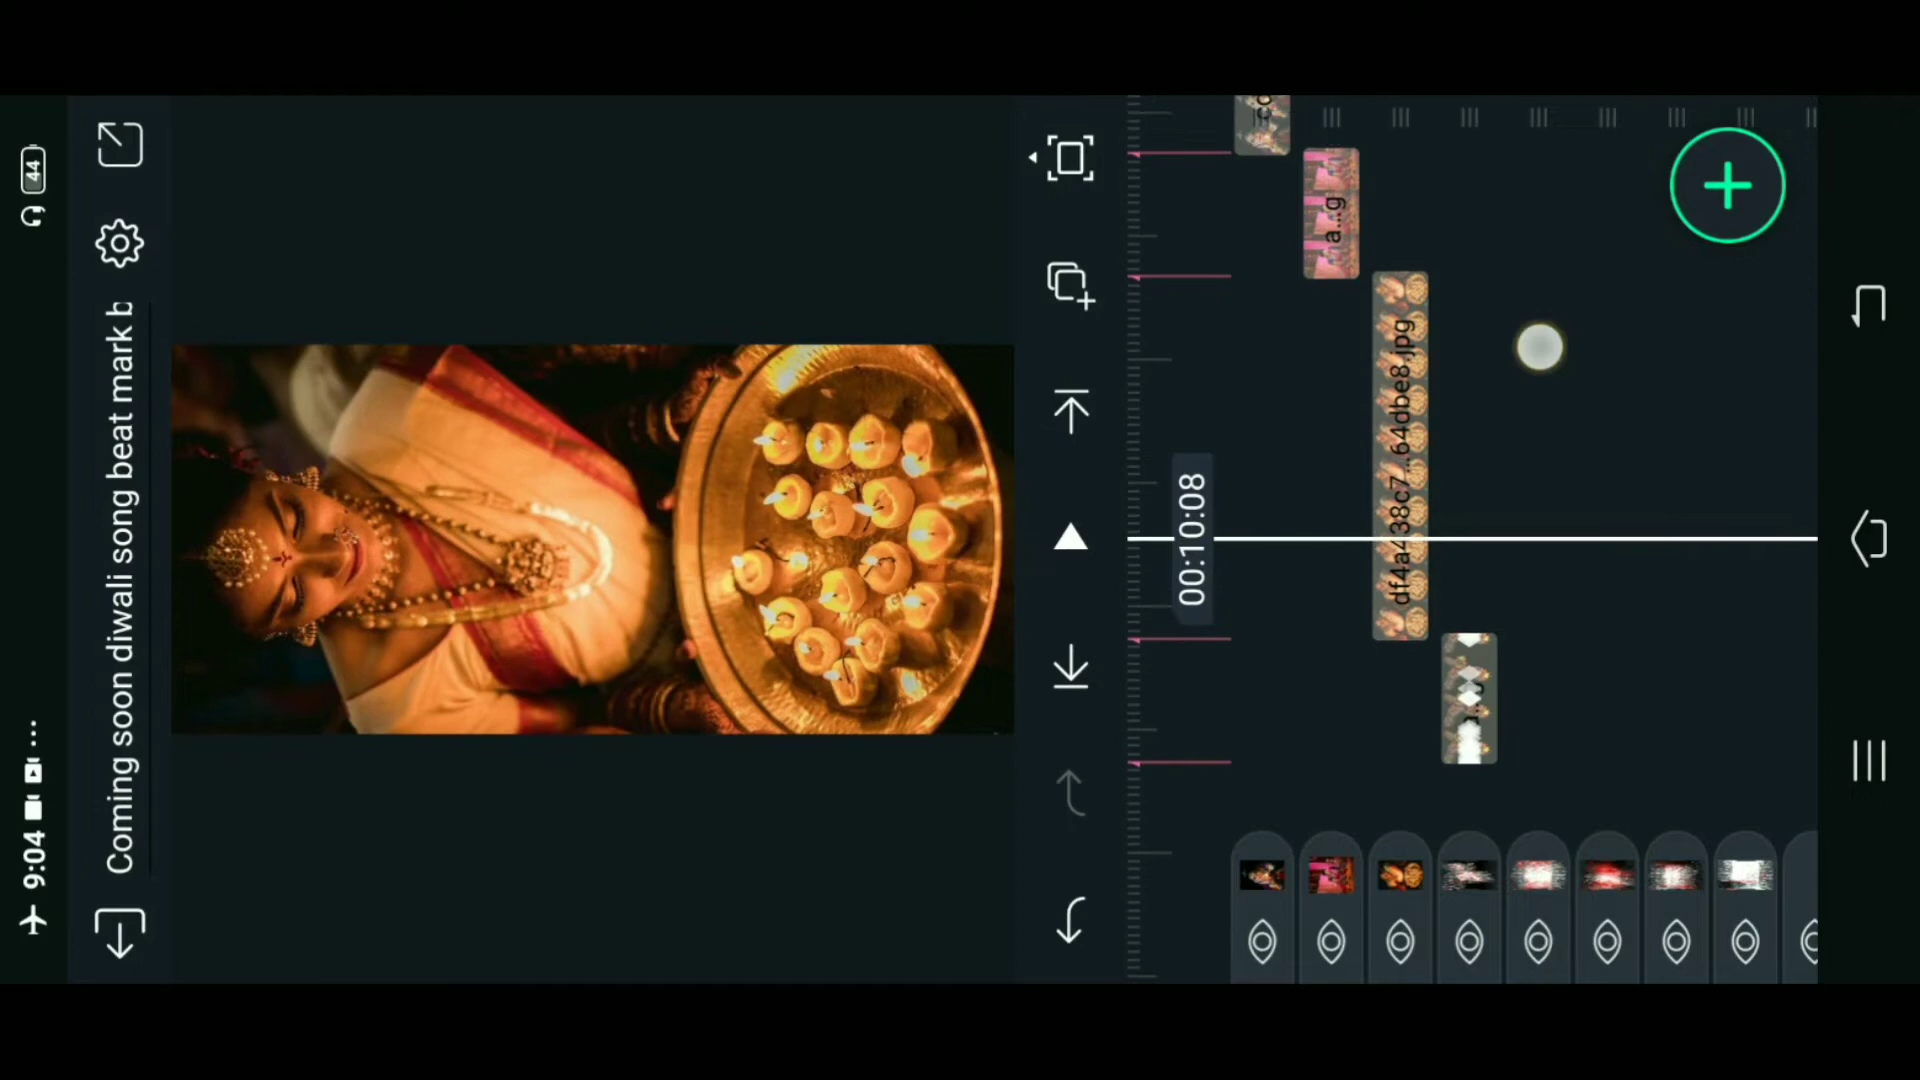 9:04
44
Coming soon diwali song beat mark b
00:10:08
a...g
df4a438c7...64dbe8.jpg